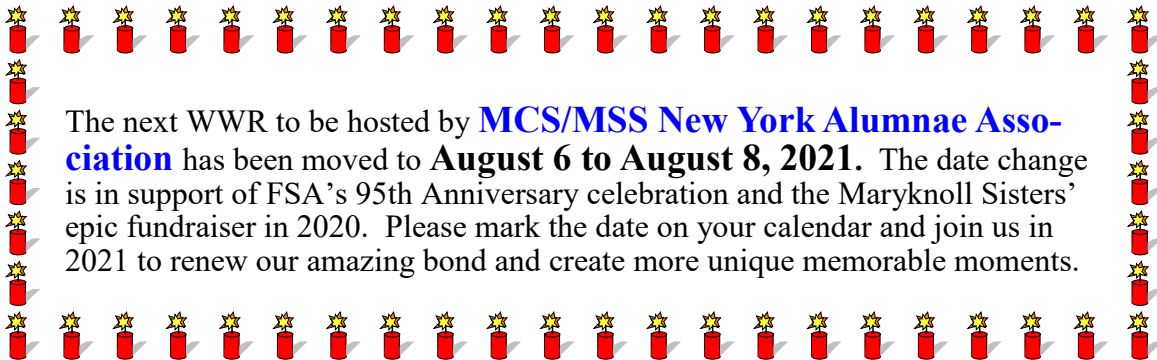 The next WWR to be hosted by MCS/MSS New York Alumnae Asso-
ciation has been moved to August 6 to August 8, 2021.  The date change
is in support of FSA’s 95th Anniversary celebration and the Maryknoll Sisters’
epic fundraiser in 2020.  Please mark the date on your calendar and join us in
2021 to renew our amazing bond and create more unique memorable moments.